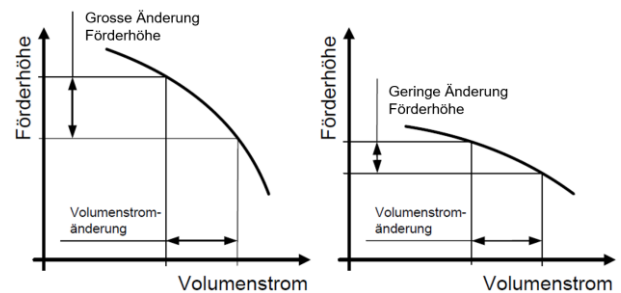 Grosse Änderung
Förderhöhe
Förderhöhe
Volumenstrom-
änderung
Volumenstrom
Geringe Änderung
Förderhöhe
Förderhöhe
Volumenstrom-
änderung
Volumenstrom